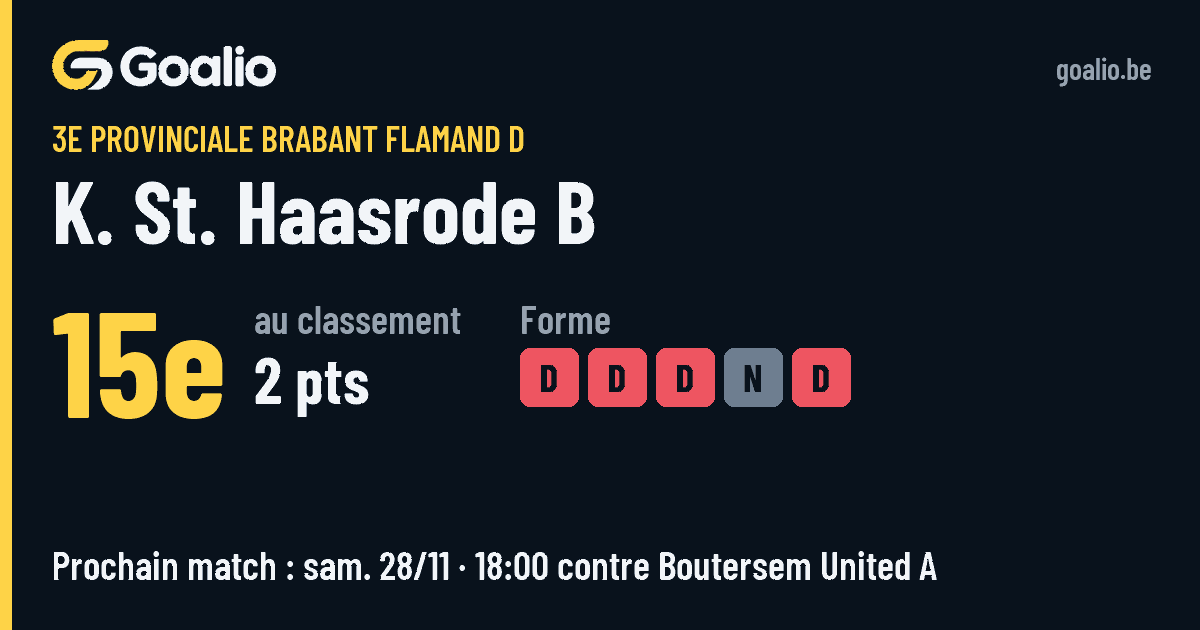 Goalio
goalio.be
3E PROVINCIALE BRABANT FLAMAND D
K. St. Haasrode B
15e
au classement
2 pts
Forme
D D D N D
Prochain match : sam. 28/11 · 18:00 contre Boutersem United A